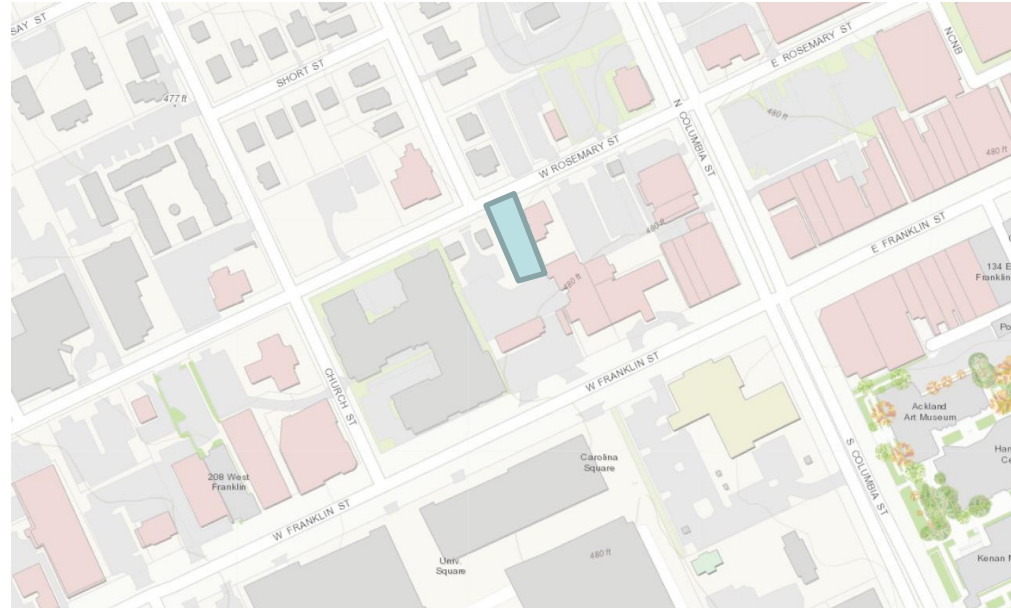 SAY ST
SHORT ST
477 ft
E ROSEMARY ST
NCNB
N COLUMBIA ST
480 ft
480 ft
W ROSEMARY ST
480 ft
E FRANKLIN ST
134 E
Franklin
480 ft
W FRANKLIN ST
CHURCH ST
Ackland
Art Museum
Carolina
Square
S COLUMBIA ST
208 West
Franklin
W FRANKLIN ST
Univ.
Square
480 ft
Kenan